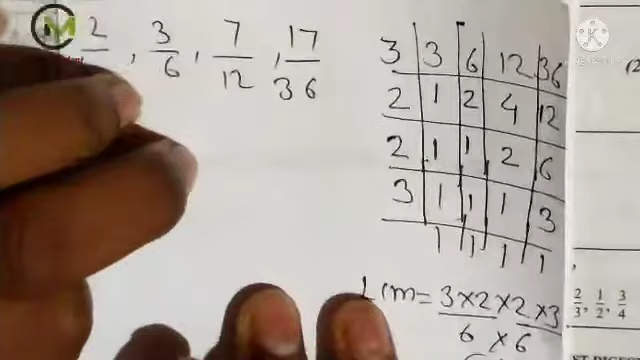 2/ , 3/6 , 7/12 , 17/36
3 | 3 | 6 | 12 | 36
2 | 1 | 2 | 4 | 12
2 | 1 | 1 | 2 | 6
3 | 1 | 1 | 1 | 3
1 | 1 | 1 | 1
Lcm = 3×2×2×3
6 × 6
(2
2/3, 1/2, 3/4
M
K
KINEMASTER